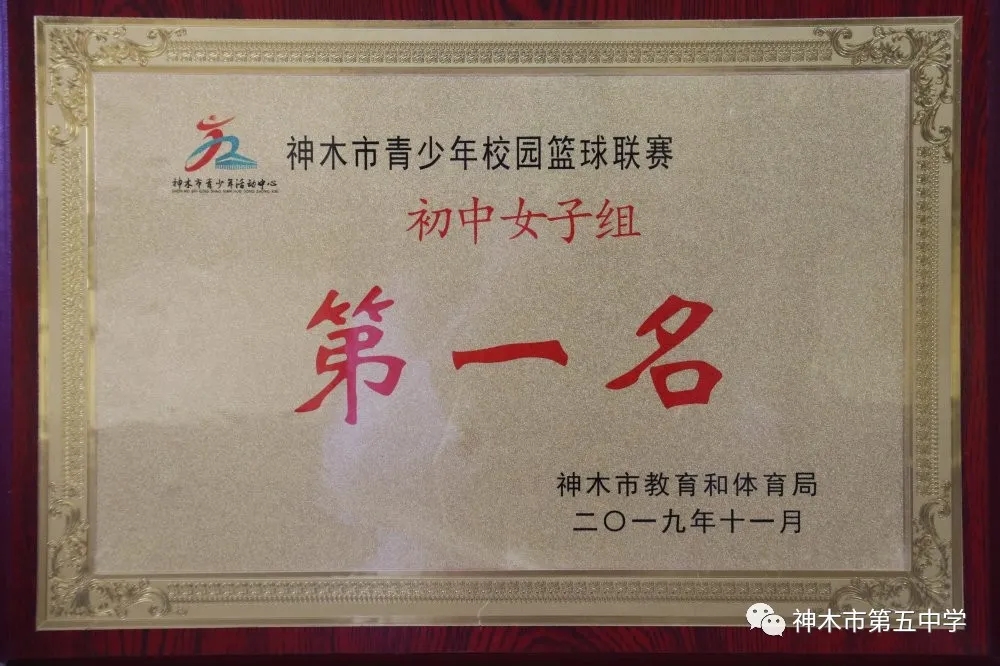 神木市青少年校园篮球联赛
神木市青少年活动中心
初中女子组
第一名
神木市教育和体育局
二〇一九年十一月
神木市第五中学